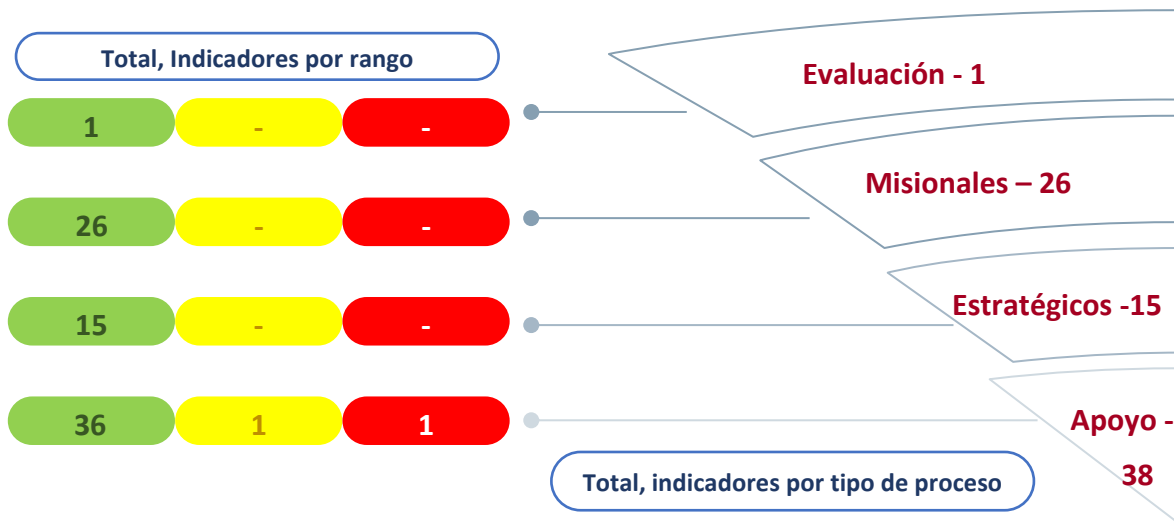 Total, Indicadores por rango
Evaluación - 1
1 - -
Misionales – 26
26 - -
Estratégicos -15
15 - -
Apoyo -
38
36 1 1
Total, indicadores por tipo de proceso